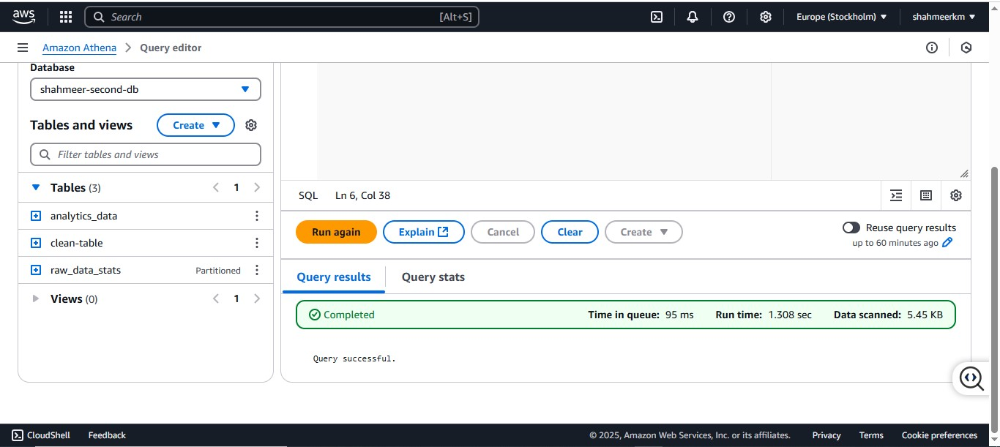 aws Search [Alt+S] Europe (Stockholm) shahmeerkm
Amazon Athena Query editor
Database
shahmeer-second-db
Tables and views Create
Filter tables and views
Tables (3) 1
analytics_data
clean-table
raw_data_stats Partitioned
Views (0) 1
SQL Ln 6, Col 38
Run again Explain Cancel Clear Create
Reuse query results
up to 60 minutes ago
Query results Query stats
Completed Time in queue: 95 ms Run time: 1.308 sec Data scanned: 5.45 KB
Query successful.
CloudShell Feedback © 2025, Amazon Web Services, Inc. or its affiliates. Privacy Terms Cookie preferences